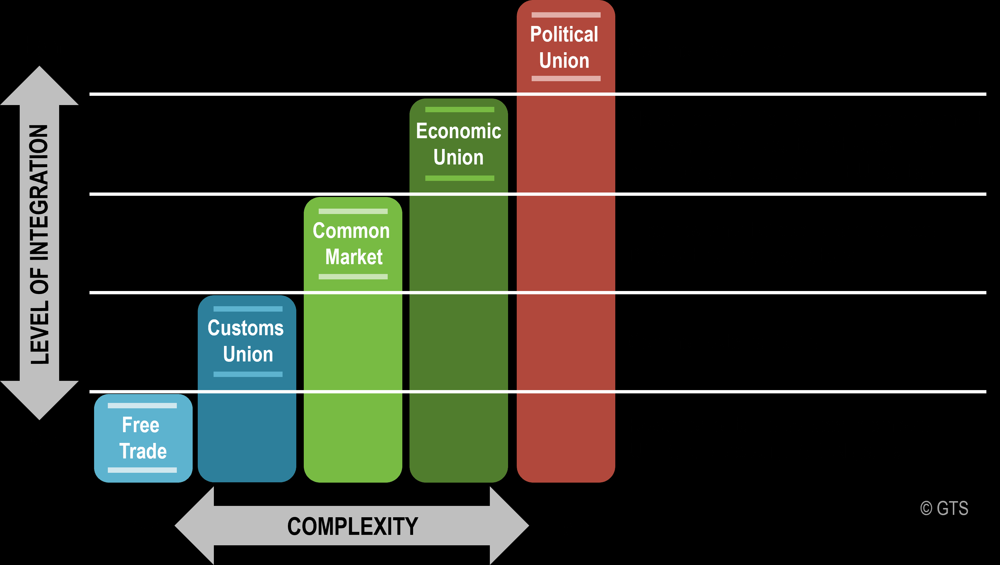 Political
Union
Economic
Union
Common
Market
Customs
Union
Free
Trade
LEVEL OF INTEGRATION
COMPLEXITY
© GTS